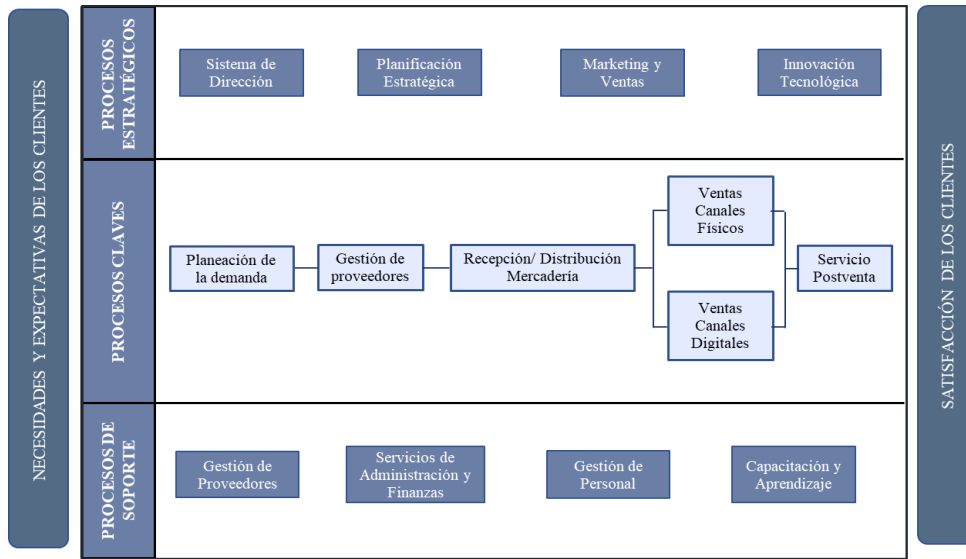 NECESIDADES Y EXPECTATIVAS DE LOS CLIENTES
PROCESOS
ESTRATÉGICOS
Sistema de
Dirección
Planificación
Estratégica
Marketing y
Ventas
Innovación
Tecnológica
PROCESOS CLAVES
Planeación de
la demanda
Gestión de
proveedores
Recepción/ Distribución
Mercadería
Ventas
Canales
Físicos
Ventas
Canales
Digitales
Servicio
Postventa
PROCESOS DE
SOPORTE
Gestión de
Proveedores
Servicios de
Administración y
Finanzas
Gestión de
Personal
Capacitación y
Aprendizaje
SATISFACCIÓN DE LOS CLIENTES